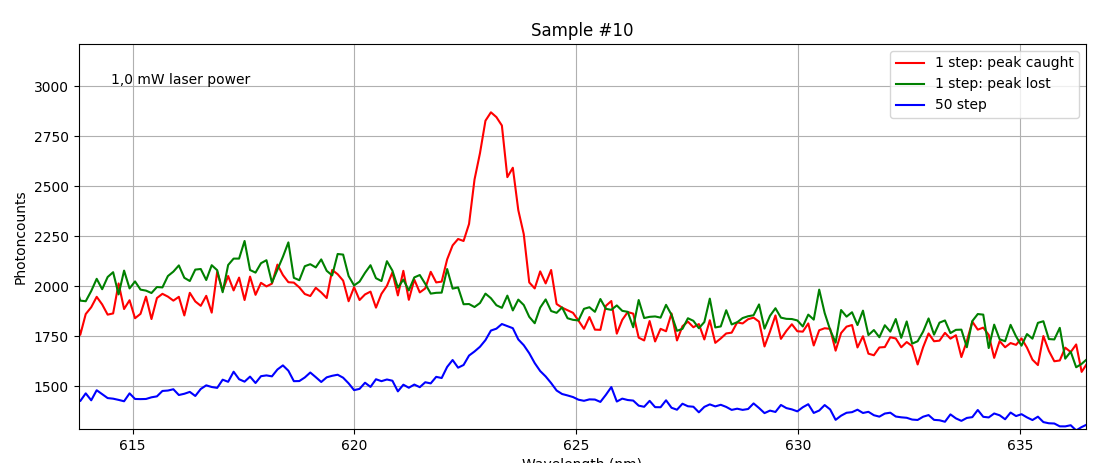 Sample #10
1,0 mW laser power
1 step: peak caught
1 step: peak lost
50 step
Photoncounts
3000
2750
2500
2250
2000
1750
1500
615 620 625 630 635
Wavelength (nm)